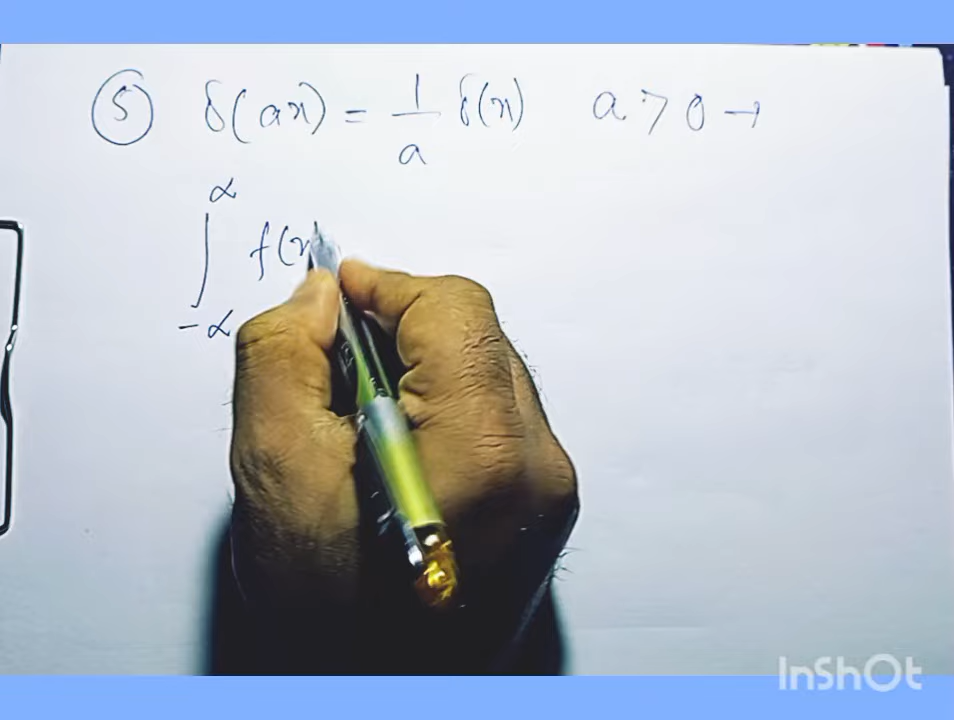 ⑤ δ(ax) = 1/a δ(x) a > 0 →
∫_{-∝}^{∝} f(x
InShOt